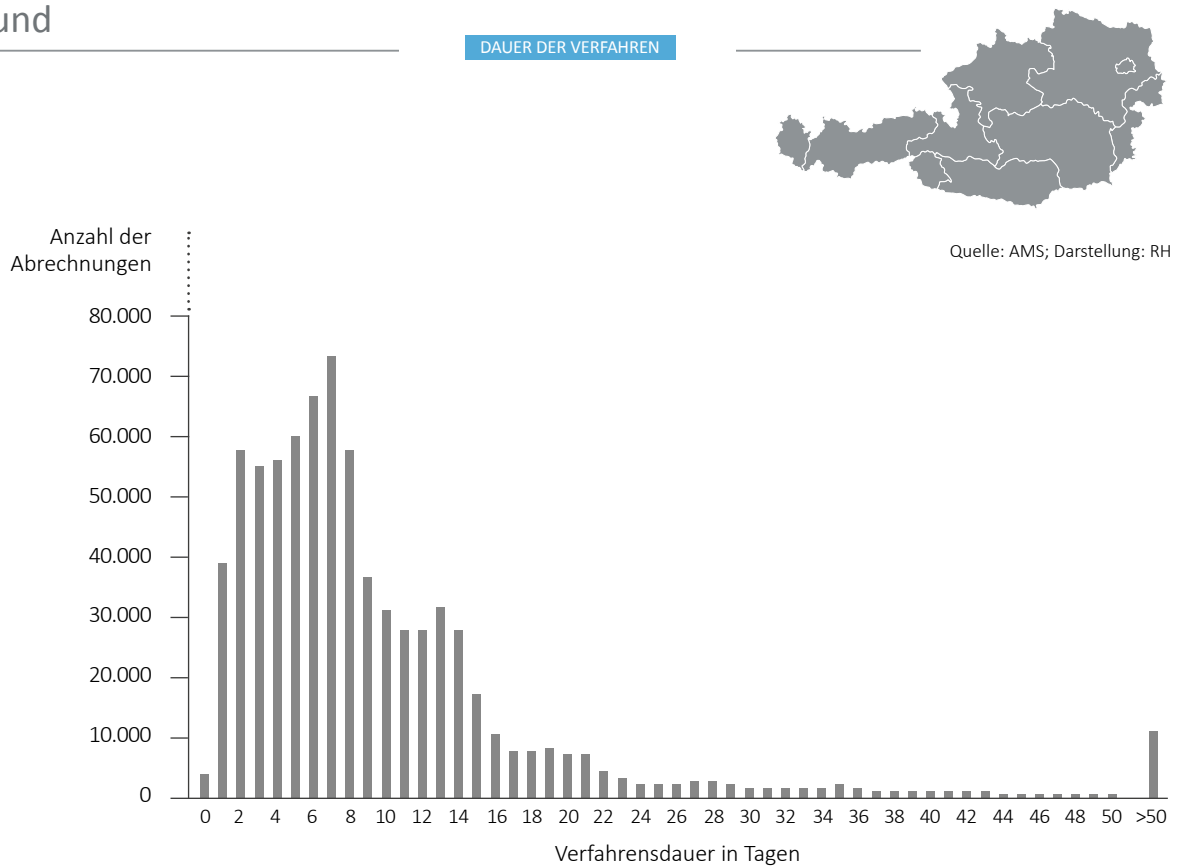 und
DAUER DER VERFAHREN
Quelle: AMS; Darstellung: RH
Anzahl der
Abrechnungen
80.000
70.000
60.000
50.000
40.000
30.000
20.000
10.000
0
0 2 4 6 8 10 12 14 16 18 20 22 24 26 28 30 32 34 36 38 40 42 44 46 48 50 >50
Verfahrensdauer in Tagen